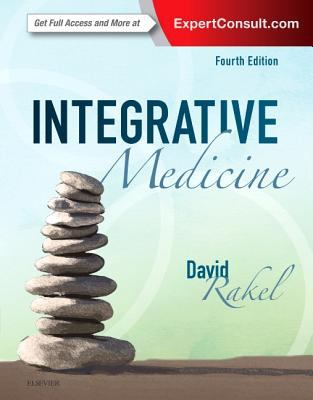 Get Full Access and More at
ExpertConsult.com
Fourth Edition
INTEGRATIVE
Medicine
David
Rakel
ELSEVIER